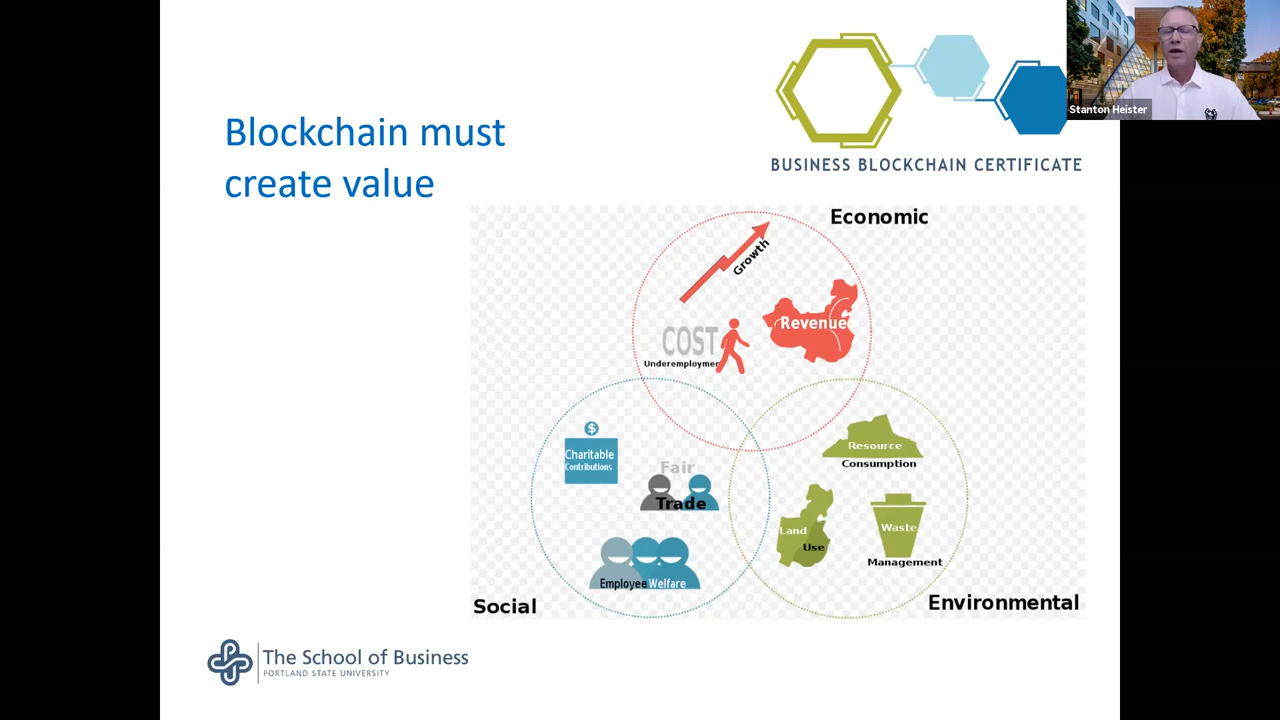 Stanton Heister
Blockchain must
create value
BUSINESS BLOCKCHAIN CERTIFICATE
Economic
Growth
Revenue
COST
Underemploymen
Charitable
Contributions
Fair
Trade
Employee Welfare
Resource
Consumption
Land
Use
Waste
Management
Social
Environmental
The School of Business
PORTLAND STATE UNIVERSITY